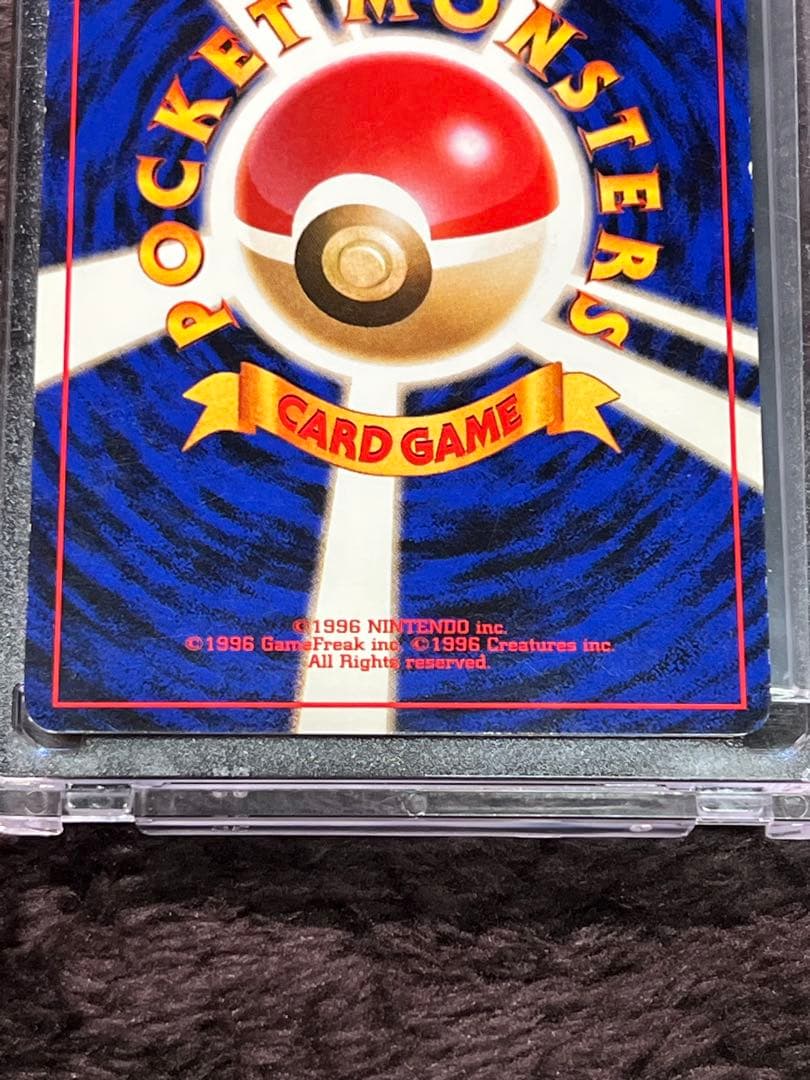 POCKET MONSTERS
CARD GAME
©1996 NINTENDO inc.
©1996 GameFreak inc. ©1996 Creatures inc.
All Rights reserved.